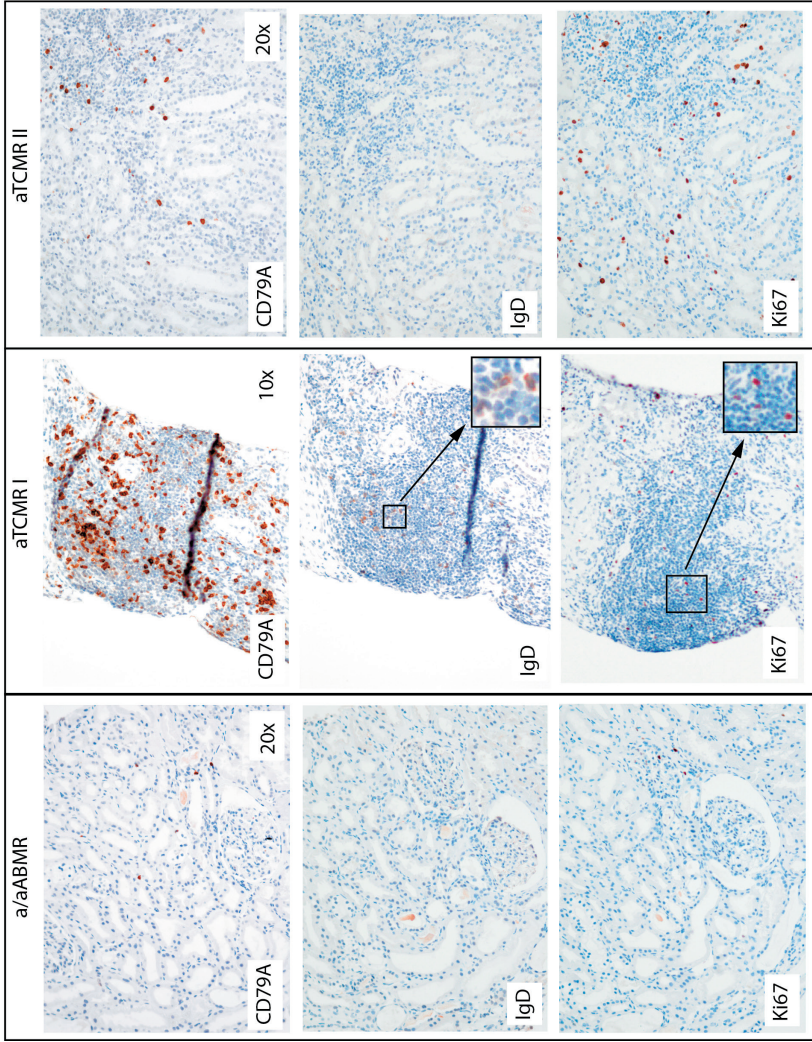 a/aABMR
CD79A
20x
IgD
Ki67
aTCMR I
CD79A
10x
IgD
Ki67
aTCMR II
CD79A
20x
IgD
Ki67